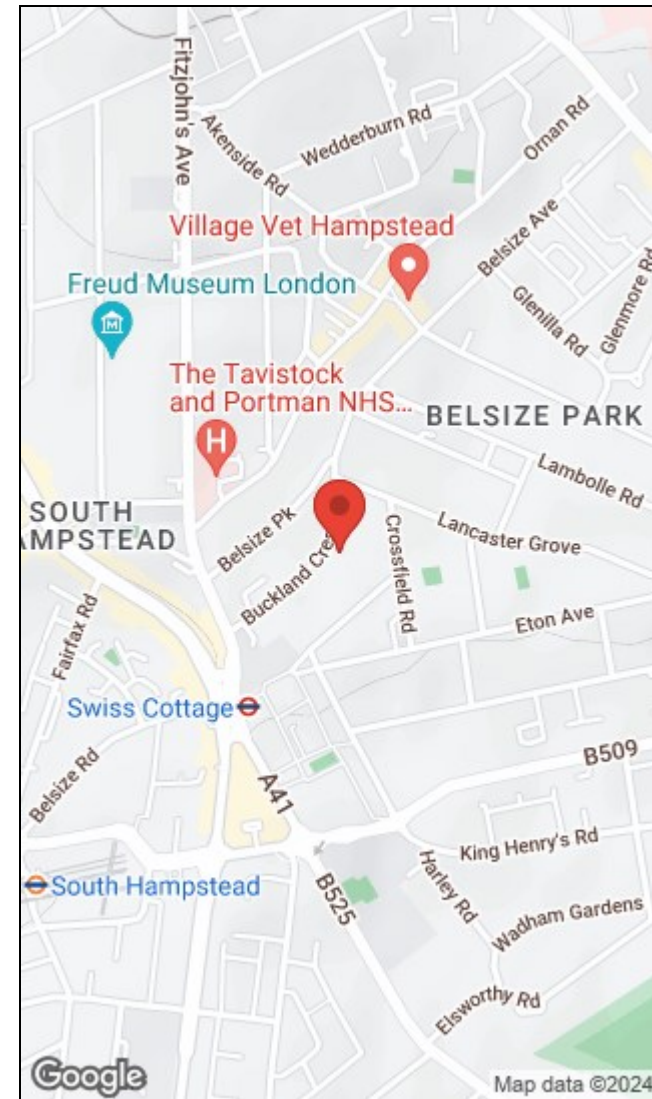 Fitzjohn's Ave
Akenside Rd
Wedderburn Rd
Ornan Rd
Village Vet Hampstead
Belsize Ave
Freud Museum London
Glenilla Rd
Glenmore Rd
The Tavistock
and Portman NHS...
H
BELSIZE PARK
Lambolle Rd
SOUTH
AMPSTEAD
Belsize Pk
Buckland Cres
Crossfield Rd
Lancaster Grove
Eton Ave
Fairfax Rd
Swiss Cottage
B509
Belsize Rd
A41
King Henry's Rd
South Hampstead
Harley Rd
B525
Wadham Gardens
Elsworthy Rd
Google
Map data ©2024